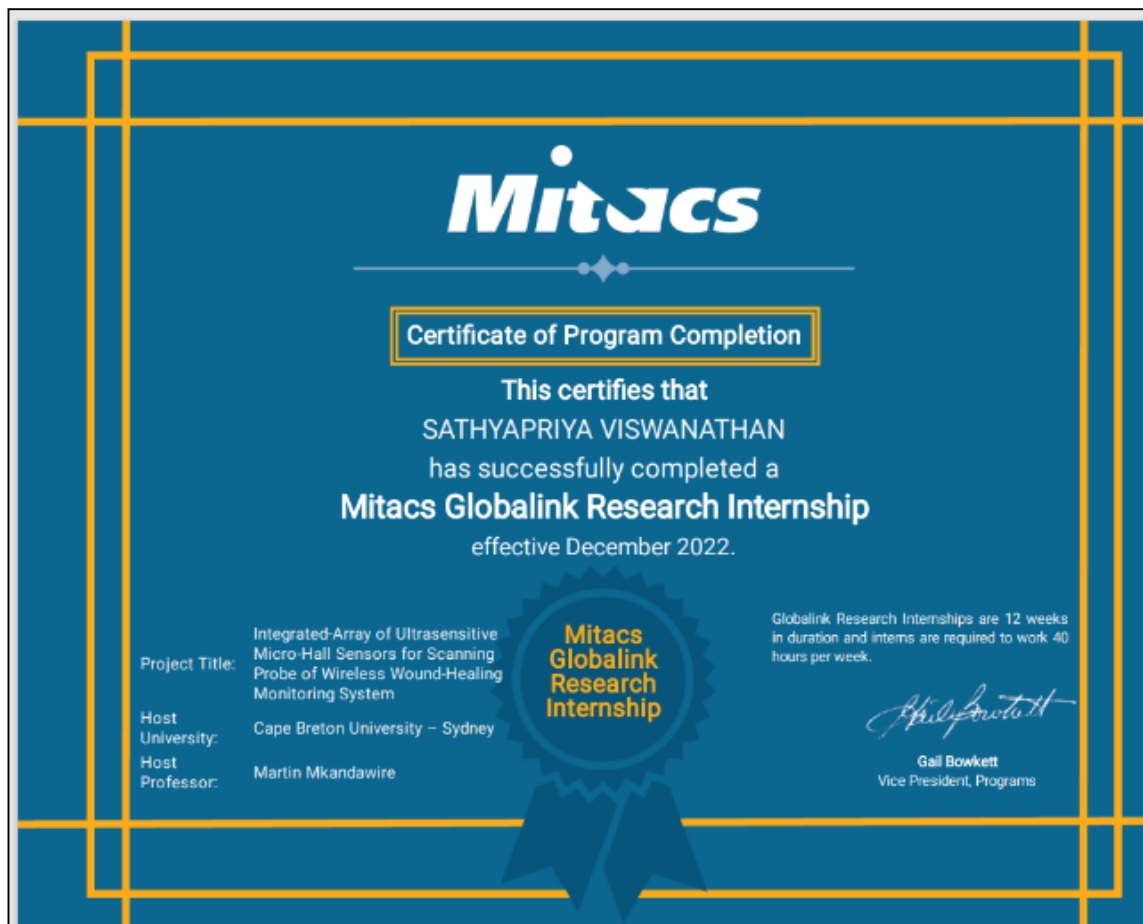 Mitacs
Certificate of Program Completion
This certifies that
SATHYAPRIYA VISWANATHAN
has successfully completed a
Mitacs Globalink Research Internship
effective December 2022.
Project Title:
Integrated-Array of Ultrasensitive
Micro-Hall Sensors for Scanning
Probe of Wireless Wound-Healing
Monitoring System
Host
University:
Cape Breton University – Sydney
Host
Professor:
Martin Mkandawire
Mitacs
Globalink
Research
Internship
Globalink Research Internships are 12 weeks
in duration and interns are required to work 40
hours per week.
Gail Bowkett
Vice President, Programs